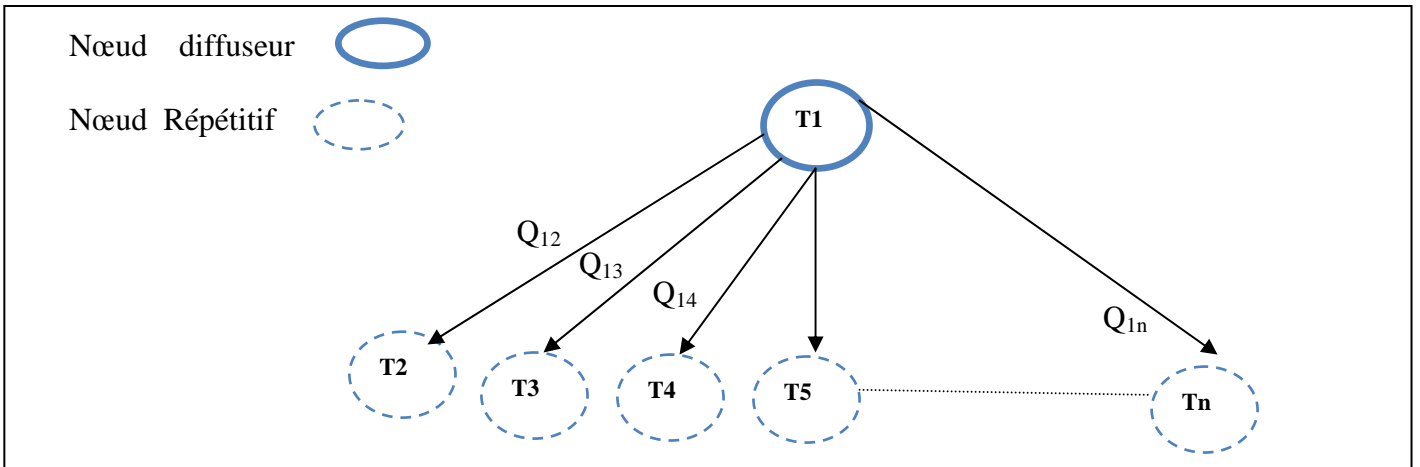 Nœud diffuseur
Nœud Répétitif
T1
Q12
Q13
Q14
Q1n
T2
T3
T4
T5
Tn